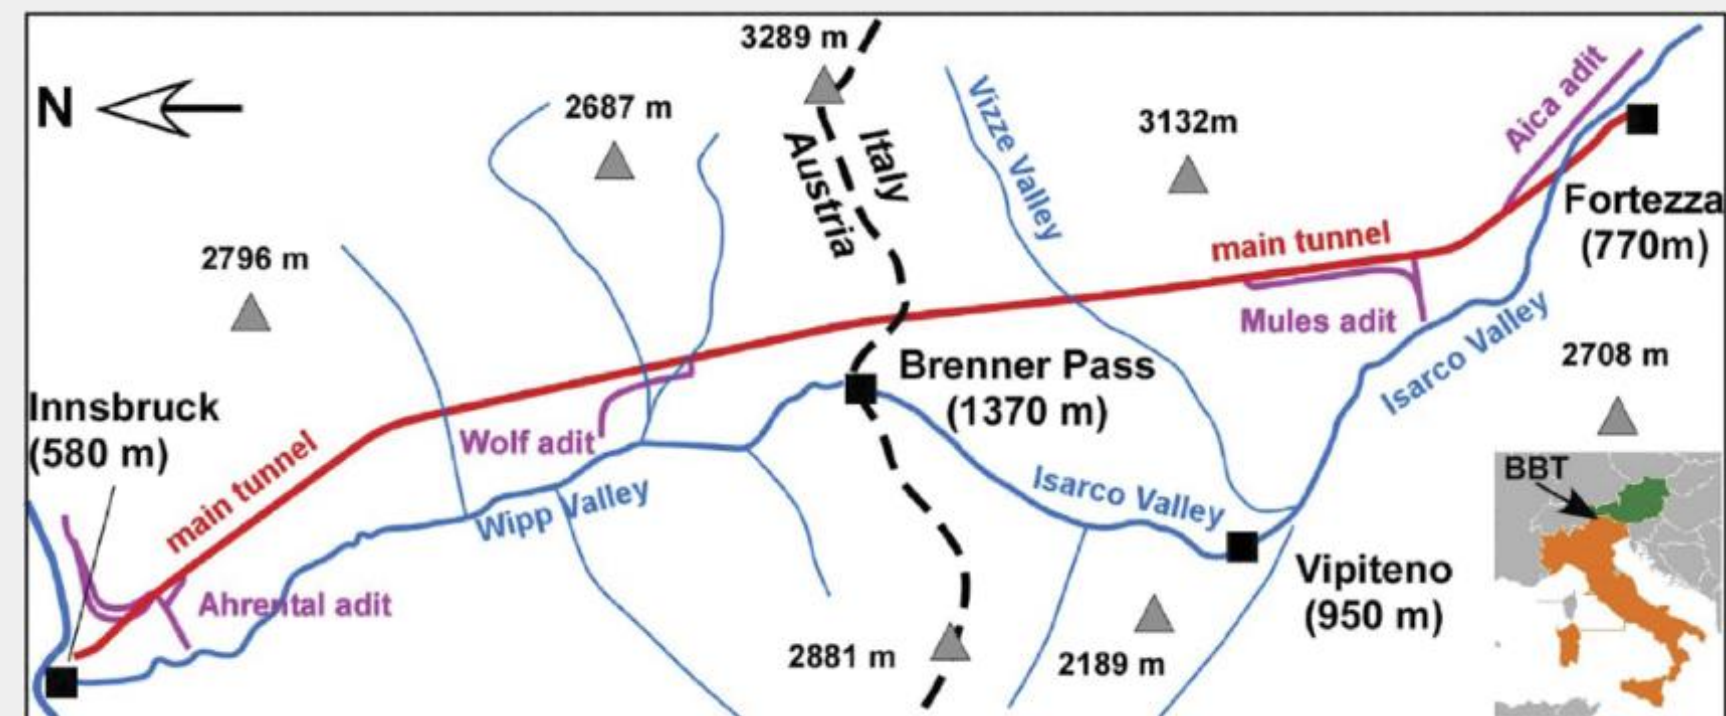 3289 m
N
2687 m
Italy
Austria
Vizze Valley
3132m
Aica adit
Fortezza
(770m)
2796 m
main tunnel
Mules adit
Isarco Valley
2708 m
Innsbruck
(580 m)
main tunnel
Wolf adit
Wipp Valley
Brenner Pass
(1370 m)
Isarco Valley
BBT
Ahrental adit
Vipiteno
(950 m)
2881 m
2189 m